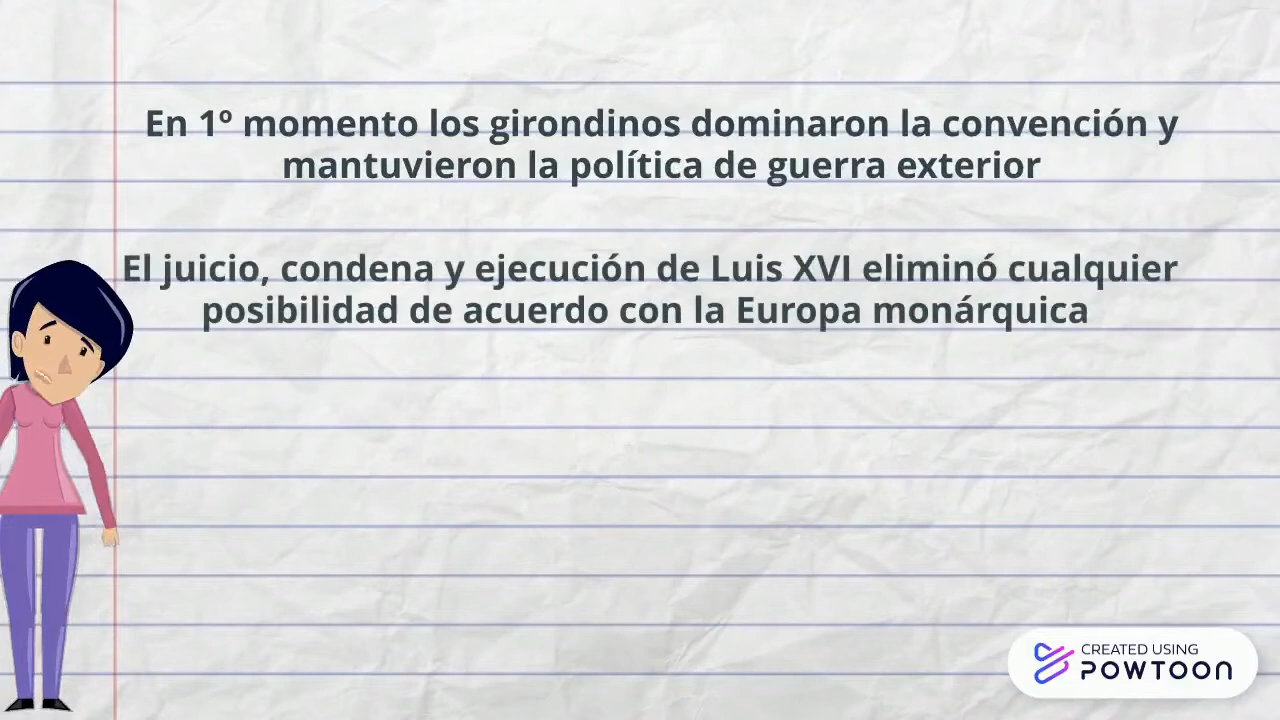 En 1º momento los girondinos dominaron la convención y
mantuvieron la política de guerra exterior
El juicio, condena y ejecución de Luis XVI eliminó cualquier
posibilidad de acuerdo con la Europa monárquica
CREATED USING
POWTOON